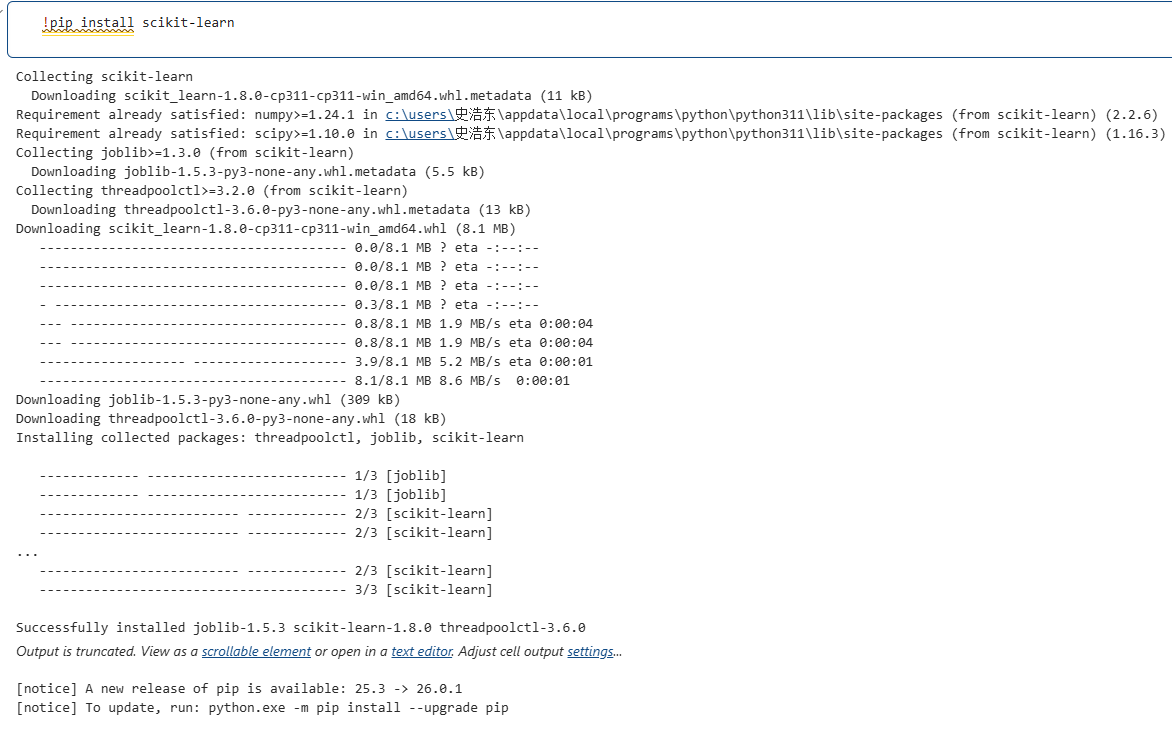 !pip install scikit-learn
Collecting scikit-learn
  Downloading scikit_learn-1.8.0-cp311-cp311-win_amd64.whl.metadata (11 kB)
Requirement already satisfied: numpy>=1.24.1 in c:\users\史浩东\appdata\local\programs\python\python311\lib\site-packages (from scikit-learn) (2.2.6)
Requirement already satisfied: scipy>=1.10.0 in c:\users\史浩东\appdata\local\programs\python\python311\lib\site-packages (from scikit-learn) (1.16.3)
Collecting joblib>=1.3.0 (from scikit-learn)
  Downloading joblib-1.5.3-py3-none-any.whl.metadata (5.5 kB)
Collecting threadpoolctl>=3.2.0 (from scikit-learn)
  Downloading threadpoolctl-3.6.0-py3-none-any.whl.metadata (13 kB)
Downloading scikit_learn-1.8.0-cp311-cp311-win_amd64.whl (8.1 MB)
   ---------------------------------------- 0.0/8.1 MB ? eta -:--:--
   ---------------------------------------- 0.0/8.1 MB ? eta -:--:--
   ---------------------------------------- 0.0/8.1 MB ? eta -:--:--
   - -------------------------------------- 0.3/8.1 MB ? eta -:--:--
   --- ------------------------------------ 0.8/8.1 MB 1.9 MB/s eta 0:00:04
   --- ------------------------------------ 0.8/8.1 MB 1.9 MB/s eta 0:00:04
   ------------------- -------------------- 3.9/8.1 MB 5.2 MB/s eta 0:00:01
   ---------------------------------------- 8.1/8.1 MB 8.6 MB/s  0:00:01
Downloading joblib-1.5.3-py3-none-any.whl (309 kB)
Downloading threadpoolctl-3.6.0-py3-none-any.whl (18 kB)
Installing collected packages: threadpoolctl, joblib, scikit-learn
   ------------- -------------------------- 1/3 [joblib]
   ------------- -------------------------- 1/3 [joblib]
   -------------------------- ------------- 2/3 [scikit-learn]
   -------------------------- ------------- 2/3 [scikit-learn]
...
   -------------------------- ------------- 2/3 [scikit-learn]
   ---------------------------------------- 3/3 [scikit-learn]
Successfully installed joblib-1.5.3 scikit-learn-1.8.0 threadpoolctl-3.6.0
Output is truncated. View as a scrollable element or open in a text editor. Adjust cell output settings...
[notice] A new release of pip is available: 25.3 -> 26.0.1
[notice] To update, run: python.exe -m pip install --upgrade pip